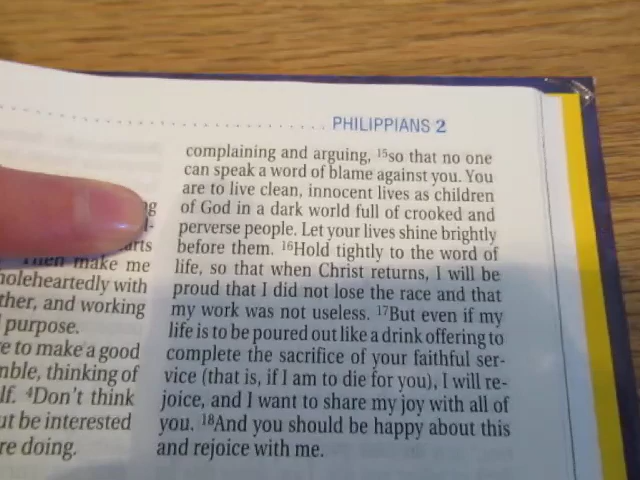 PHILIPPIANS 2
make me
holeheartedly with
ther, and working
purpose.
e to make a good
mble, thinking of
lf. ⁴Don't think
ut be interested
re doing.
complaining and arguing, ¹⁵so that no one
can speak a word of blame against you. You
are to live clean, innocent lives as children
of God in a dark world full of crooked and
perverse people. Let your lives shine brightly
before them. ¹⁶Hold tightly to the word of
life, so that when Christ returns, I will be
proud that I did not lose the race and that
my work was not useless. ¹⁷But even if my
life is to be poured out like a drink offering to
complete the sacrifice of your faithful ser-
vice (that is, if I am to die for you), I will re-
joice, and I want to share my joy with all of
you. ¹⁸And you should be happy about this
and rejoice with me.